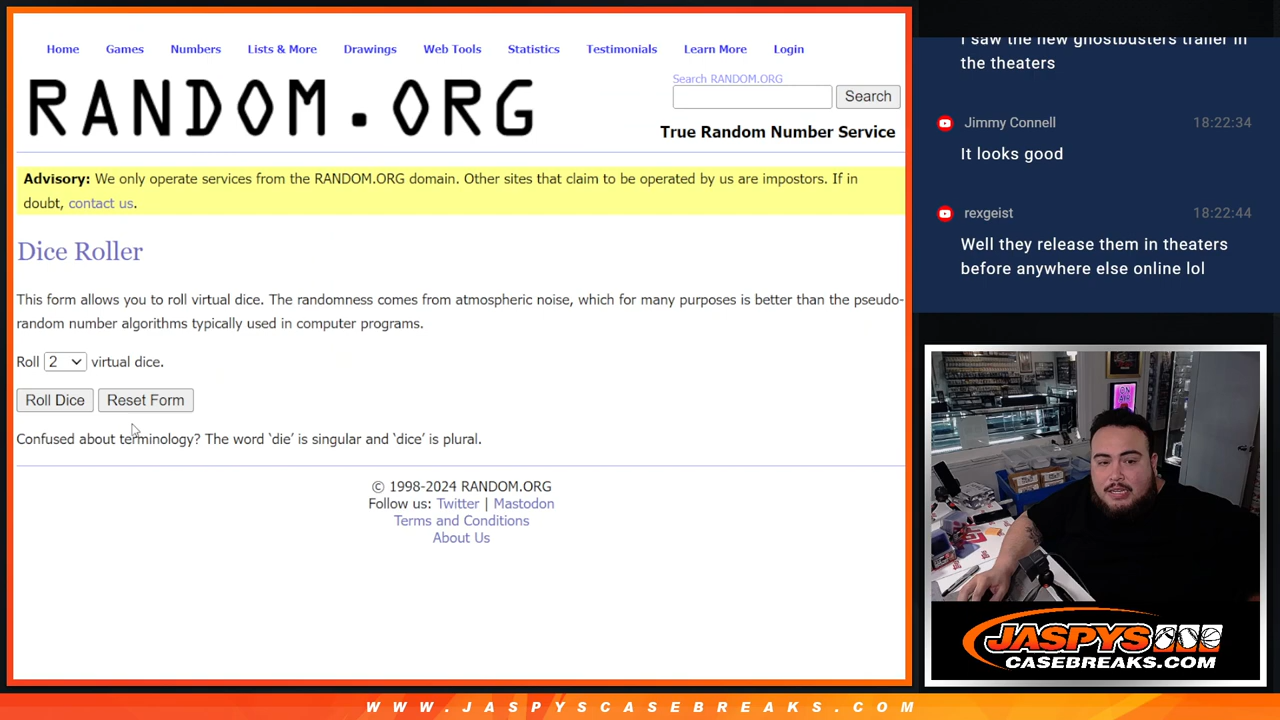 Home Games Numbers Lists & More Drawings Web Tools Statistics Testimonials Learn More Login
RANDOM.ORG
Search RANDOM.ORG
Search
True Random Number Service
Advisory: We only operate services from the RANDOM.ORG domain. Other sites that claim to be operated by us are impostors. If in
doubt, contact us.
Dice Roller
This form allows you to roll virtual dice. The randomness comes from atmospheric noise, which for many purposes is better than the pseudo-
random number algorithms typically used in computer programs.
Roll 2 virtual dice.
Roll Dice Reset Form
Confused about terminology? The word ‘die’ is singular and ‘dice’ is plural.
© 1998-2024 RANDOM.ORG
Follow us: Twitter | Mastodon
Terms and Conditions
About Us
I saw the new ghostbusters trailer in
the theaters
Jimmy Connell 18:22:34
It looks good
rexgeist 18:22:44
Well they release them in theaters
before anywhere else online lol
ON
AIR
JASPYS
CASEBREAKS.COM
WWW.JASPYSCASEBREAKS.COM